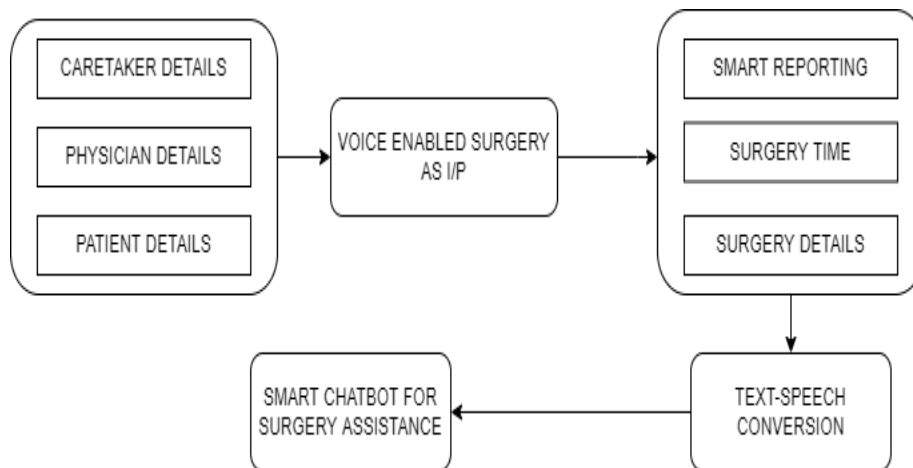 CARETAKER DETAILS
PHYSICIAN DETAILS
PATIENT DETAILS
VOICE ENABLED SURGERY
AS I/P
SMART REPORTING
SURGERY TIME
SURGERY DETAILS
TEXT-SPEECH
CONVERSION
SMART CHATBOT FOR
SURGERY ASSISTANCE